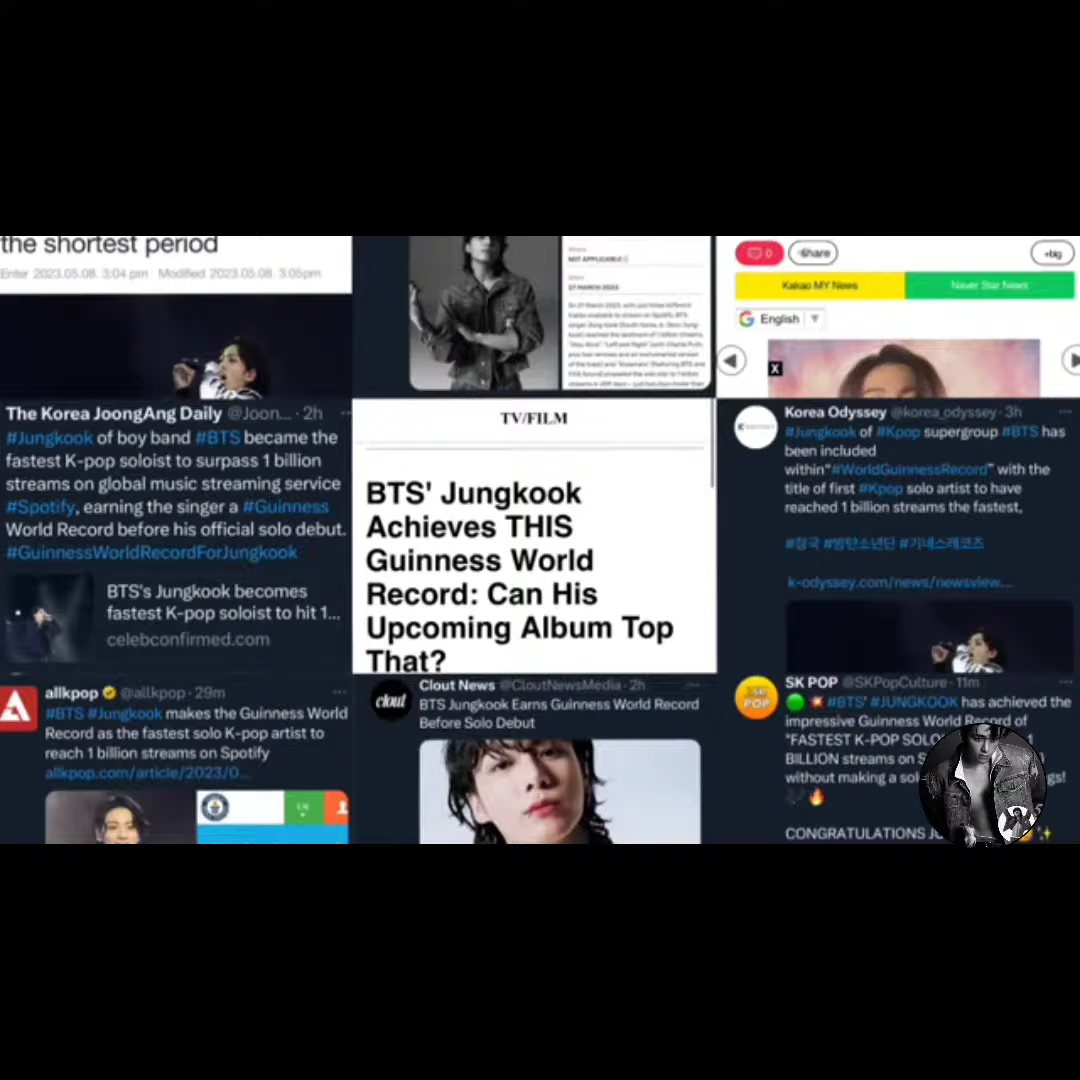 the shortest period
Enter 2023.05.08. 3:04 pm Modified 2023.05.08. 3:05pm
The Korea JoongAng Daily @Joon... · 2h
#Jungkook of boy band #BTS became the
fastest K-pop soloist to surpass 1 billion
streams on global music streaming service
#Spotify, earning the singer a #Guinness
World Record before his official solo debut.
#GuinnessWorldRecordForJungkook
BTS's Jungkook becomes
fastest K-pop soloist to hit 1...
celebconfirmed.com
allkpop @allkpop · 29m
#BTS #Jungkook makes the Guinness World
Record as the fastest solo K-pop artist to
reach 1 billion streams on Spotify
allkpop.com/article/2023/0...
NOT APPLICABLE ()
27 MARCH 2023
TV/FILM
BTS' Jungkook
Achieves THIS
Guinness World
Record: Can His
Upcoming Album Top
That?
clout
Clout News @CloutNewsMedia · 2h
BTS Jungkook Earns Guinness World Record
Before Solo Debut
0
Share
+big
Kakao MY News
Naver Star News
English
X
Korea Odyssey @korea_odyssey · 3h
#Jungkook of #Kpop supergroup #BTS has
been included
within"#WorldGuinnessRecord" with the
title of first #Kpop solo artist to have
reached 1 billion streams the fastest,
#정국 #방탄소년단 #기네스레코즈
k-odyssey.com/news/newsview...
SK POP
SK POP @SKPopCulture · 11m
#BTS' #JUNGKOOK has achieved the
impressive Guinness World Record of
"FASTEST K-POP SOLO 1
BILLION streams on S
without making a sol gs!
CONGRATULATIONS JU